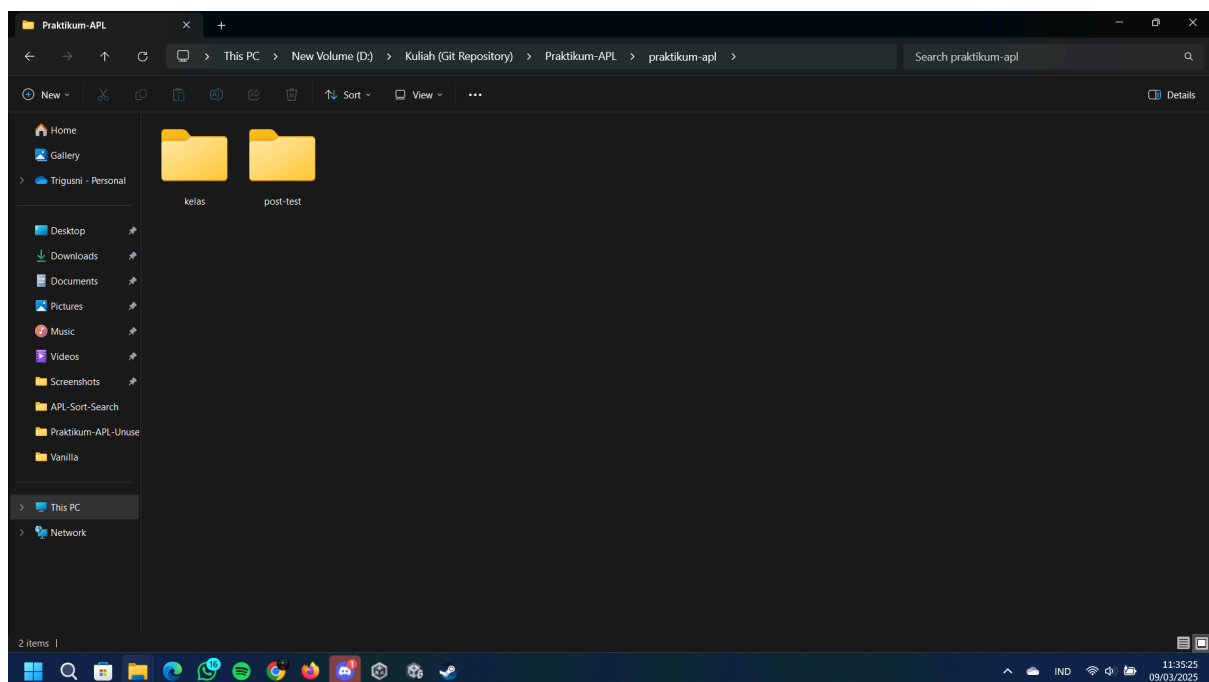 Praktikum-APL
This PC > New Volume (D:) > Kuliah (Git Repository) > Praktikum-APL > praktikum-apl >
Search praktikum-apl
New
Sort
View
Details
Home
Gallery
Trigusni - Personal
Desktop
Downloads
Documents
Pictures
Music
Videos
Screenshots
APL-Sort-Search
Praktikum-APL-Unuse
Vanilla
This PC
Network
kelas
post-test
2 items
16
1
IND
11:35:25
09/03/2025